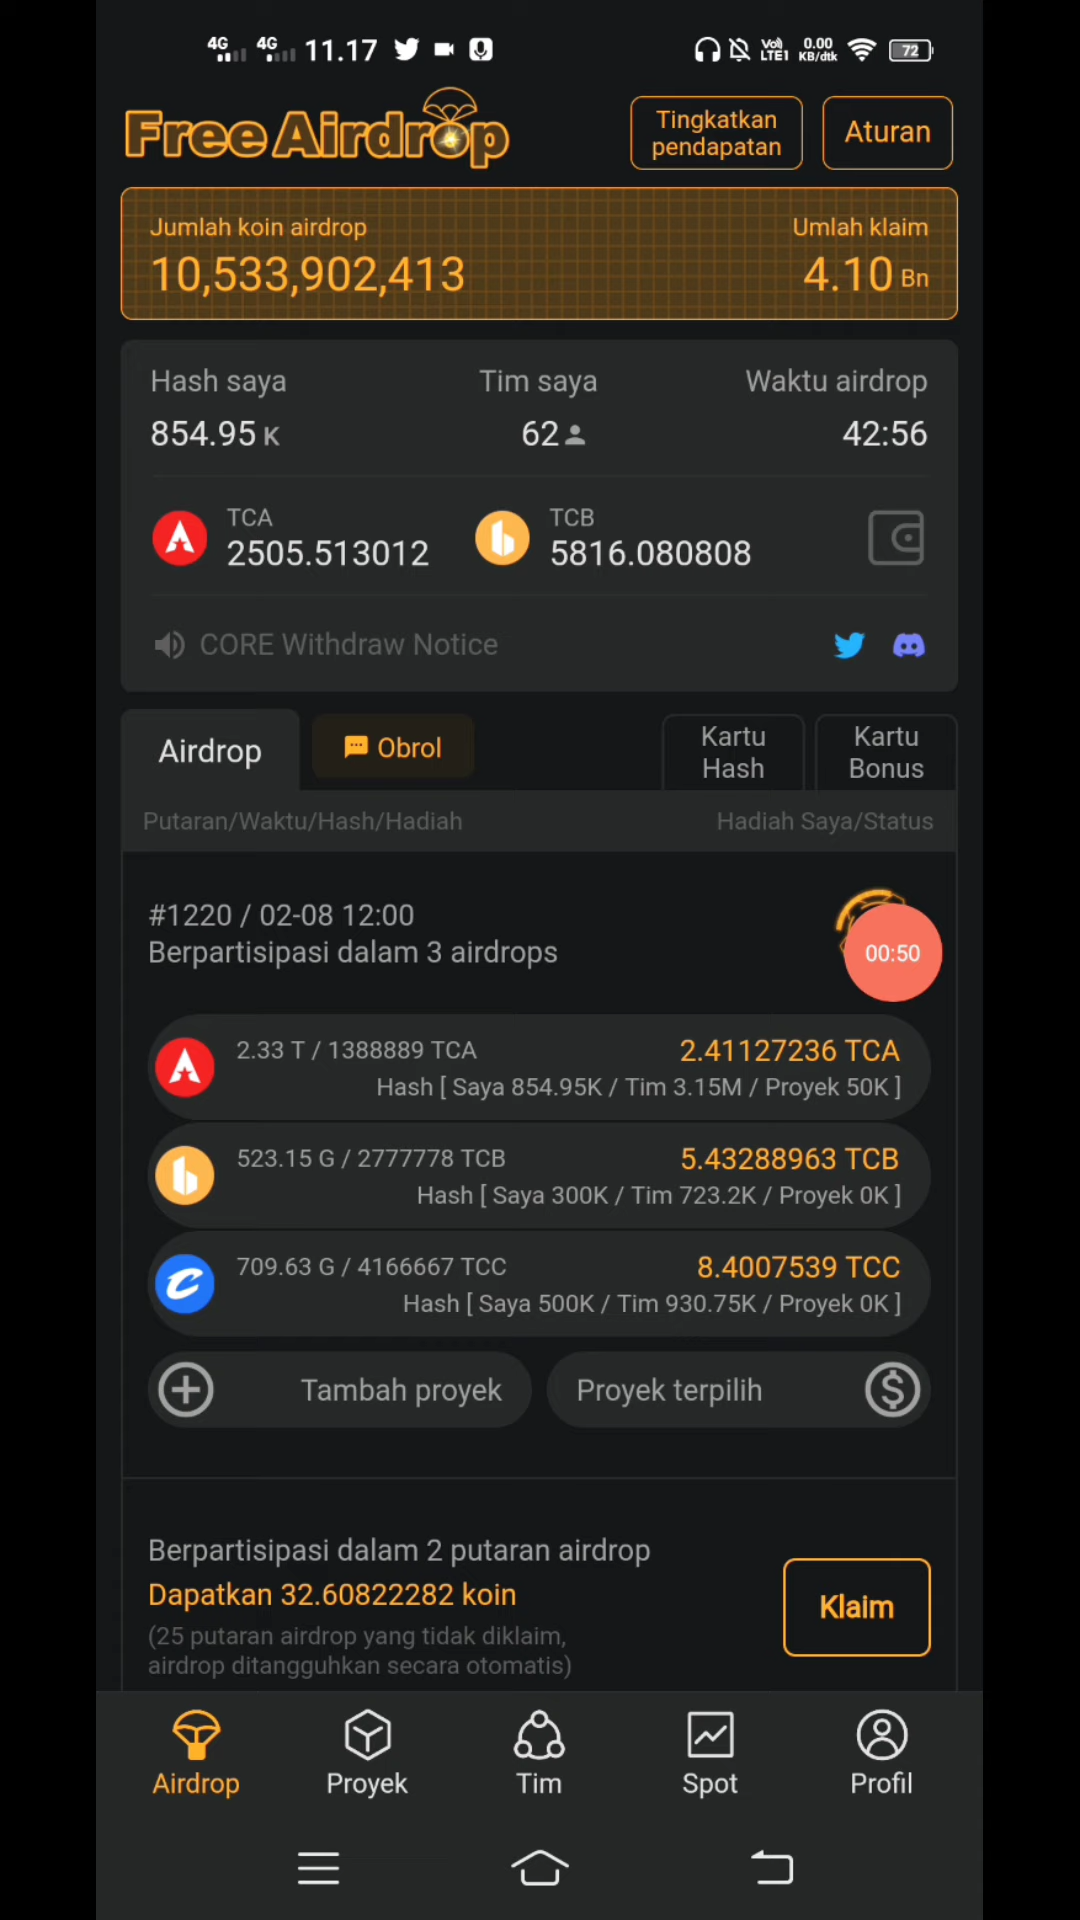 4G 4G 11.17 Vo) LTE1 0.00 KB/dtk 72
Free Airdrop
Tingkatkan pendapatan
Aturan
Jumlah koin airdrop
Umlah klaim
10,533,902,413
4.10 Bn
Hash saya
Tim saya
Waktu airdrop
854.95 K
62
42:56
TCA
2505.513012
TCB
5816.080808
CORE Withdraw Notice
Airdrop
Obrol
Kartu Hash
Kartu Bonus
Putaran/Waktu/Hash/Hadiah
Hadiah Saya/Status
#1220 / 02-08 12:00
Berpartisipasi dalam 3 airdrops
00:50
2.33 T / 1388889 TCA
2.41127236 TCA
Hash [ Saya 854.95K / Tim 3.15M / Proyek 50K ]
523.15 G / 2777778 TCB
5.43288963 TCB
Hash [ Saya 300K / Tim 723.2K / Proyek 0K ]
709.63 G / 4166667 TCC
8.4007539 TCC
Hash [ Saya 500K / Tim 930.75K / Proyek 0K ]
Tambah proyek
Proyek terpilih
Berpartisipasi dalam 2 putaran airdrop
Dapatkan 32.60822282 koin
(25 putaran airdrop yang tidak diklaim,
airdrop ditangguhkan secara otomatis)
Klaim
Airdrop
Proyek
Tim
Spot
Profil